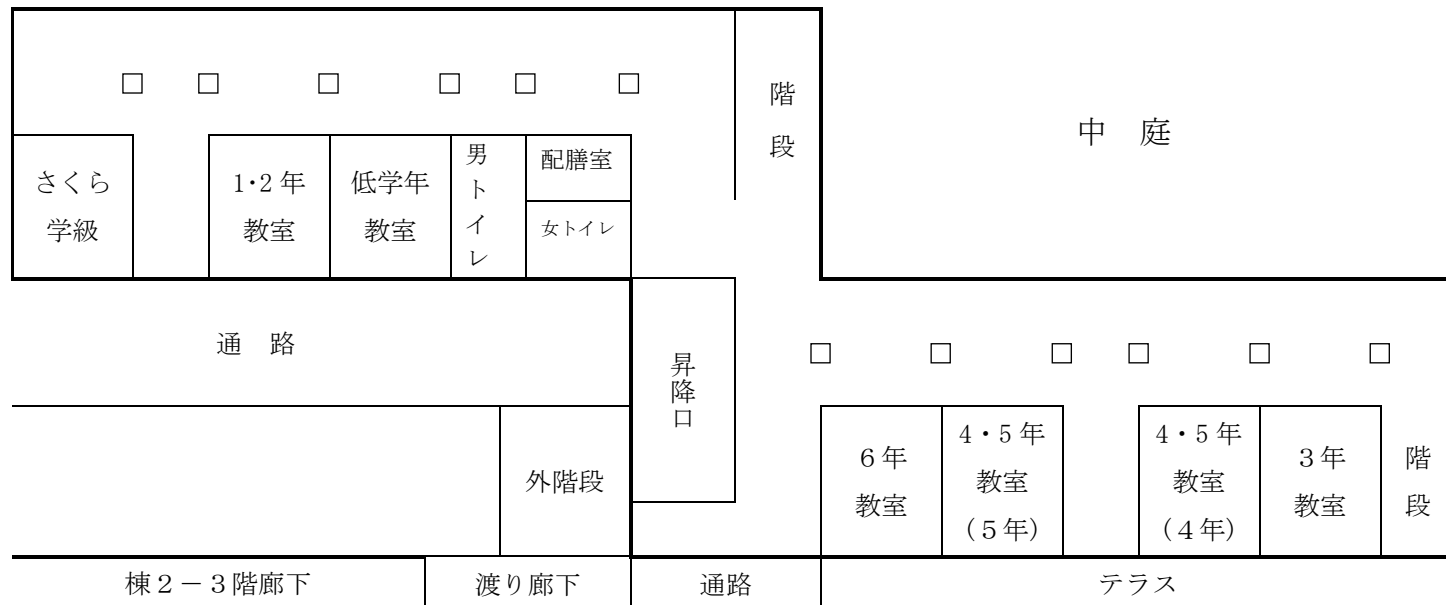 階
段
中 庭
さくら
学級
1・2年
教室
低学年
教室
男
ト
イ
レ
配膳室
女トイレ
通 路
昇
降
口
外階段
6年
教室
4・5年
教室
(5年)
4・5年
教室
(4年)
3年
教室
階
段
棟2-3階廊下
渡り廊下
通路
テラス